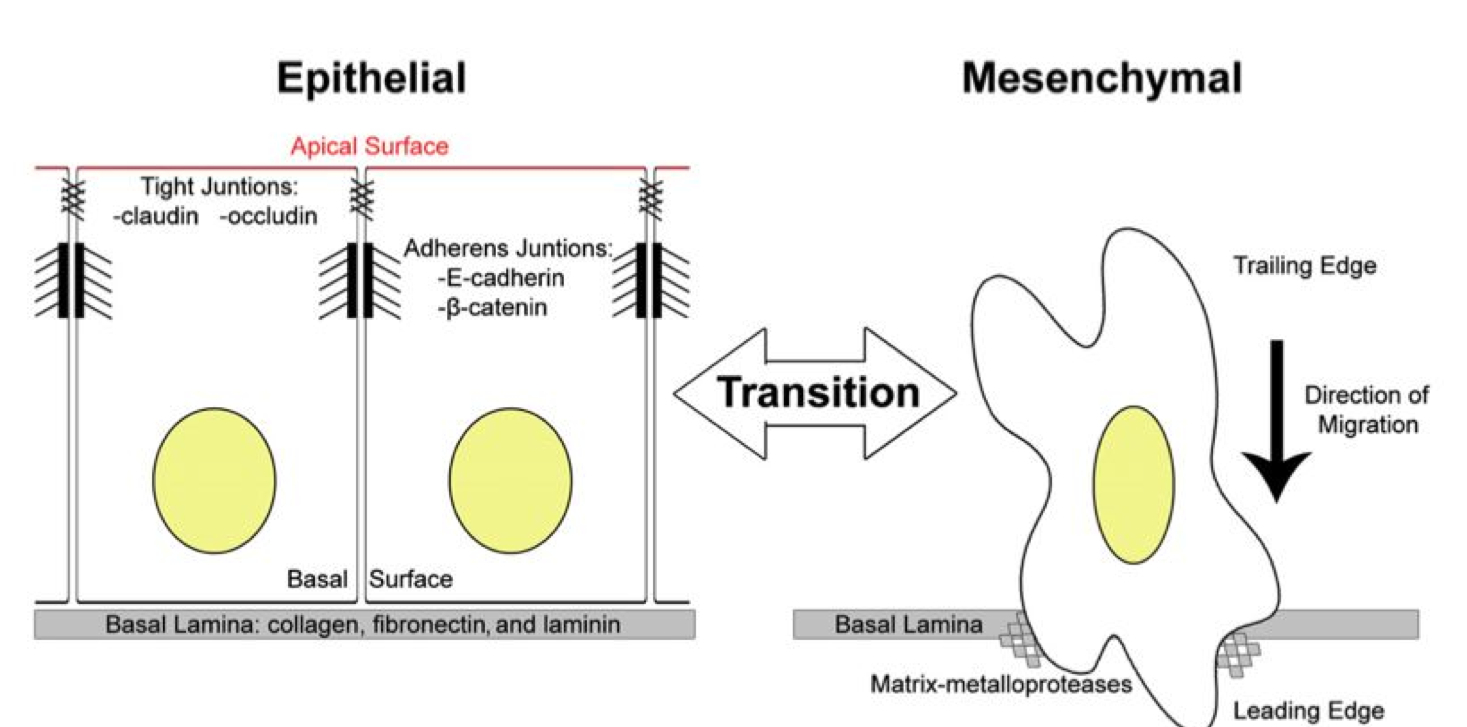 Epithelial
Apical Surface
Tight Juntions:
-claudin -occludin
Adherens Juntions:
-E-cadherin
-β-catenin
Basal Surface
Basal Lamina: collagen, fibronectin, and laminin
Transition
Mesenchymal
Trailing Edge
Direction of
Migration
Basal Lamina
Matrix-metalloproteases
Leading Edge